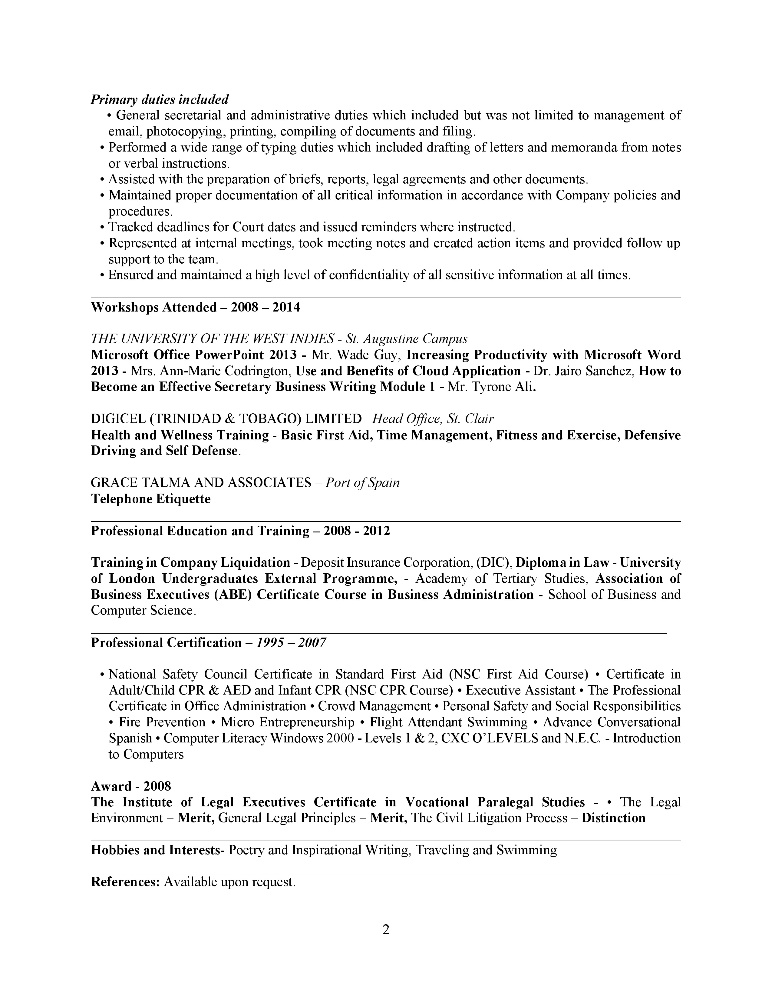 Primary duties included
• General secretarial and administrative duties which included but was not limited to management of
email, photocopying, printing, compiling of documents and filing.
• Performed a wide range of typing duties which included drafting of letters and memoranda from notes
or verbal instructions.
• Assisted with the preparation of briefs, reports, legal agreements and other documents.
• Maintained proper documentation of all critical information in accordance with Company policies and
procedures.
• Tracked deadlines for Court dates and issued reminders where instructed.
• Represented at internal meetings, took meeting notes and created action items and provided follow up
support to the team.
• Ensured and maintained a high level of confidentiality of all sensitive information at all times.
Workshops Attended – 2008 – 2014
THE UNIVERSITY OF THE WEST INDIES - St. Augustine Campus
Microsoft Office PowerPoint 2013 - Mr. Wade Guy, Increasing Productivity with Microsoft Word
2013 - Mrs. Ann-Marie Codrington, Use and Benefits of Cloud Application - Dr. Jairo Sanchez, How to
Become an Effective Secretary Business Writing Module 1 - Mr. Tyrone Ali.
DIGICEL (TRINIDAD & TOBAGO) LIMITED Head Office, St. Clair
Health and Wellness Training - Basic First Aid, Time Management, Fitness and Exercise, Defensive
Driving and Self Defense.
GRACE TALMA AND ASSOCIATES – Port of Spain
Telephone Etiquette
Professional Education and Training – 2008 - 2012
Training in Company Liquidation - Deposit Insurance Corporation, (DIC), Diploma in Law - University
of London Undergraduates External Programme, - Academy of Tertiary Studies, Association of
Business Executives (ABE) Certificate Course in Business Administration - School of Business and
Computer Science.
Professional Certification – 1995 – 2007
• National Safety Council Certificate in Standard First Aid (NSC First Aid Course) • Certificate in
Adult/Child CPR & AED and Infant CPR (NSC CPR Course) • Executive Assistant • The Professional
Certificate in Office Administration • Crowd Management • Personal Safety and Social Responsibilities
• Fire Prevention • Micro Entrepreneurship • Flight Attendant Swimming • Advance Conversational
Spanish • Computer Literacy Windows 2000 - Levels 1 & 2, CXC O'LEVELS and N.E.C. - Introduction
to Computers
Award - 2008
The Institute of Legal Executives Certificate in Vocational Paralegal Studies - • The Legal
Environment – Merit, General Legal Principles – Merit, The Civil Litigation Process – Distinction
Hobbies and Interests- Poetry and Inspirational Writing, Traveling and Swimming
References: Available upon request.
2